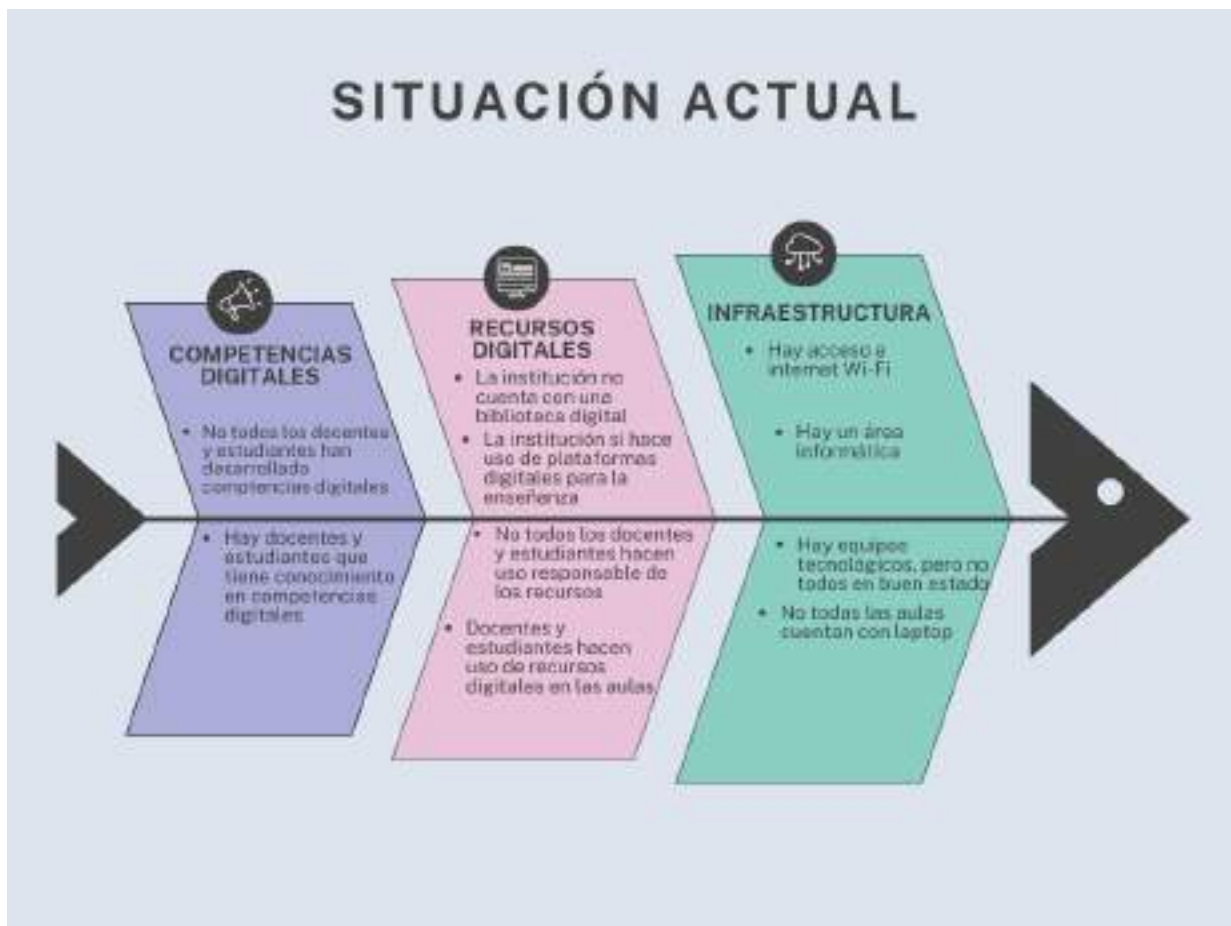 SITUACIÓN ACTUAL
COMPETENCIAS
DIGITALES
• No todos los docentes
y estudiantes han
desarrollado
competencias digitales
• Hay docentes y
estudiantes que
tiene conocimiento
en competencias
digitales
RECURSOS
DIGITALES
• La institución no
cuenta con una
biblioteca digital
• La institución si hace
uso de plataformas
digitales para la
enseñanza
• No todos los docentes
y estudiantes hacen
uso responsable de
los recursos
• Docentes y
estudiantes hacen
uso de recursos
digitales en las aulas.
INFRAESTRUCTURA
• Hay acceso a
internet Wi-Fi
• Hay un área
informática
• Hay equipos
tecnológicos, pero no
todos en buen estado
• No todas las aulas
cuentan con laptop